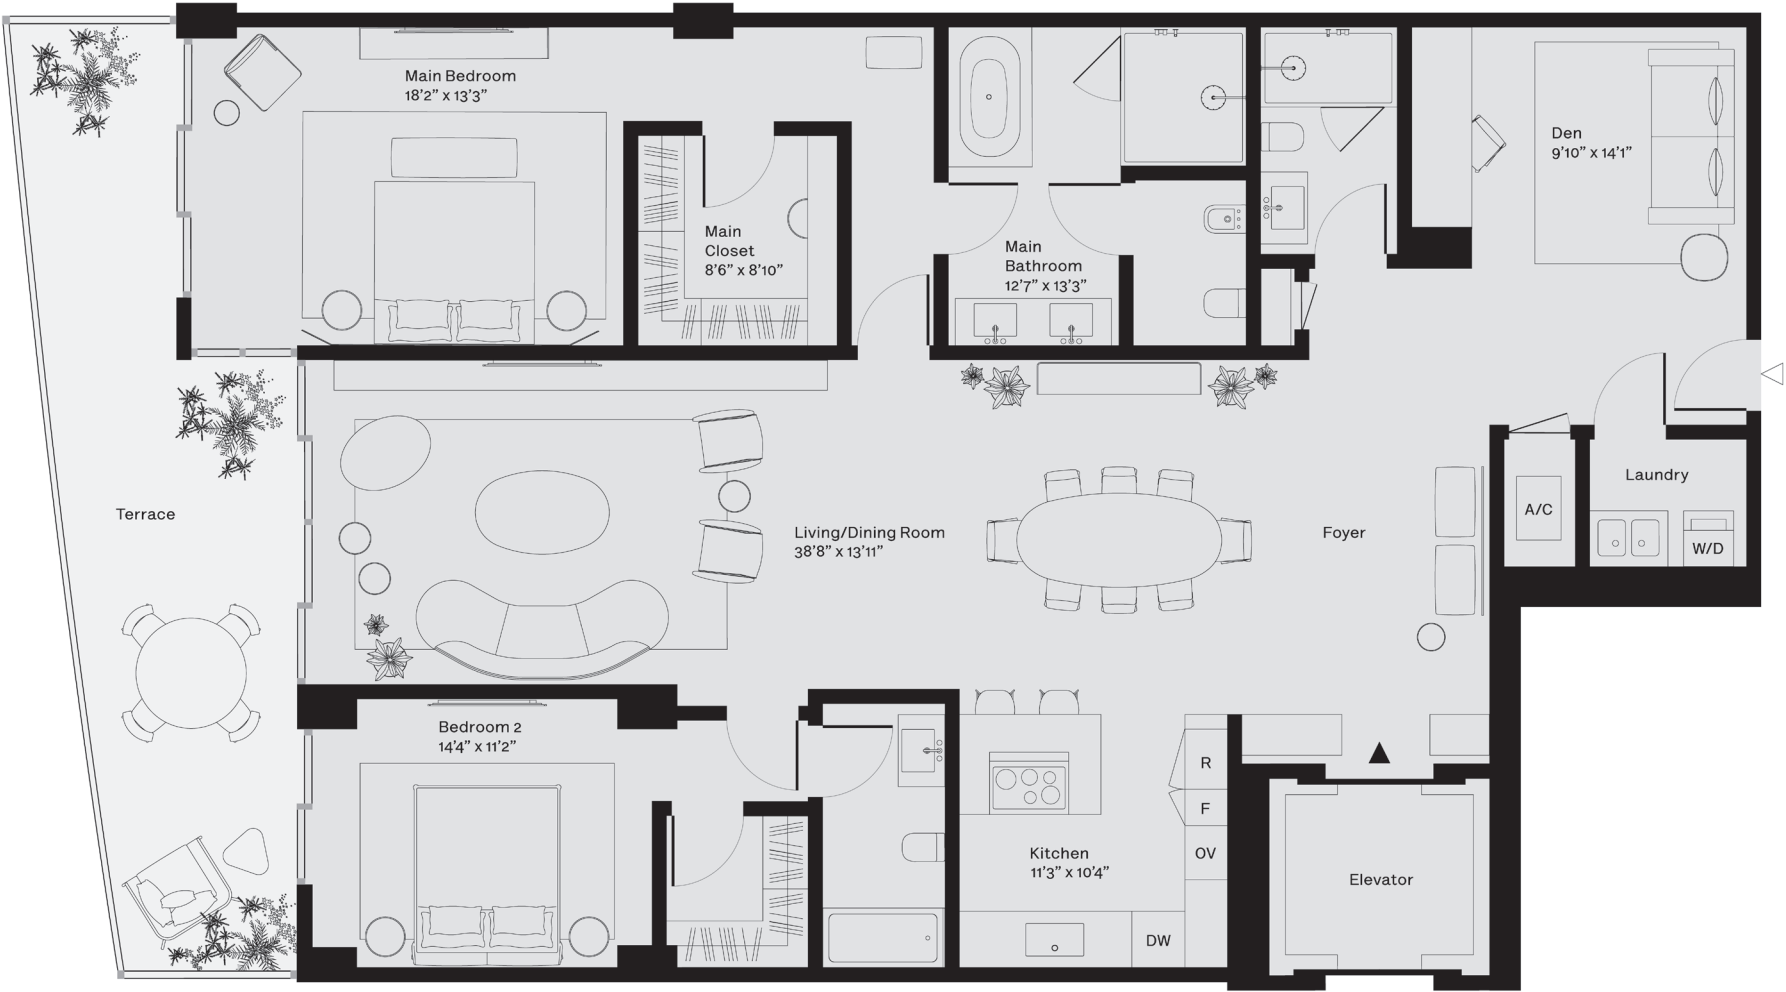 Main Bedroom
18’2” x 13’3”
Main
Closet
8’6” x 8’10”
Main
Bathroom
12’7” x 13’3”
Den
9’10” x 14’1”
Terrace
Living/Dining Room
38’8” x 13’11”
Foyer
A/C
Laundry
W/D
Bedroom 2
14’4” x 11’2”
Kitchen
11’3” x 10’4”
R
F
OV
DW
Elevator